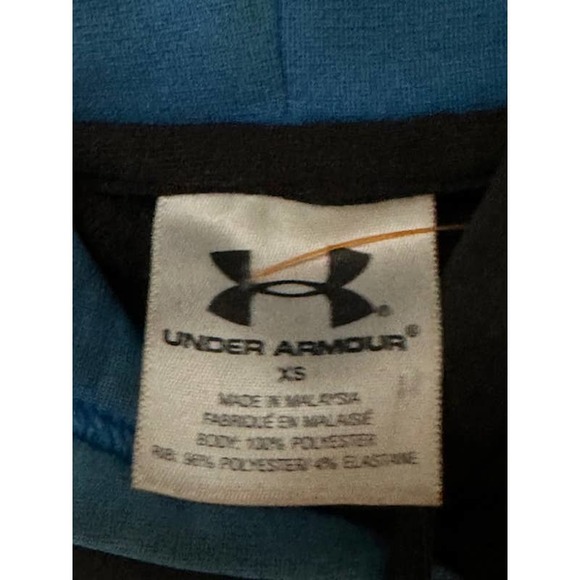 UNDER ARMOUR®
XS
MADE IN MALAYSIA
FABRIQUÉ EN MALAISIE
BODY: 100% POLYESTER
RIB: 96% POLYESTER/ 4% ELASTANE